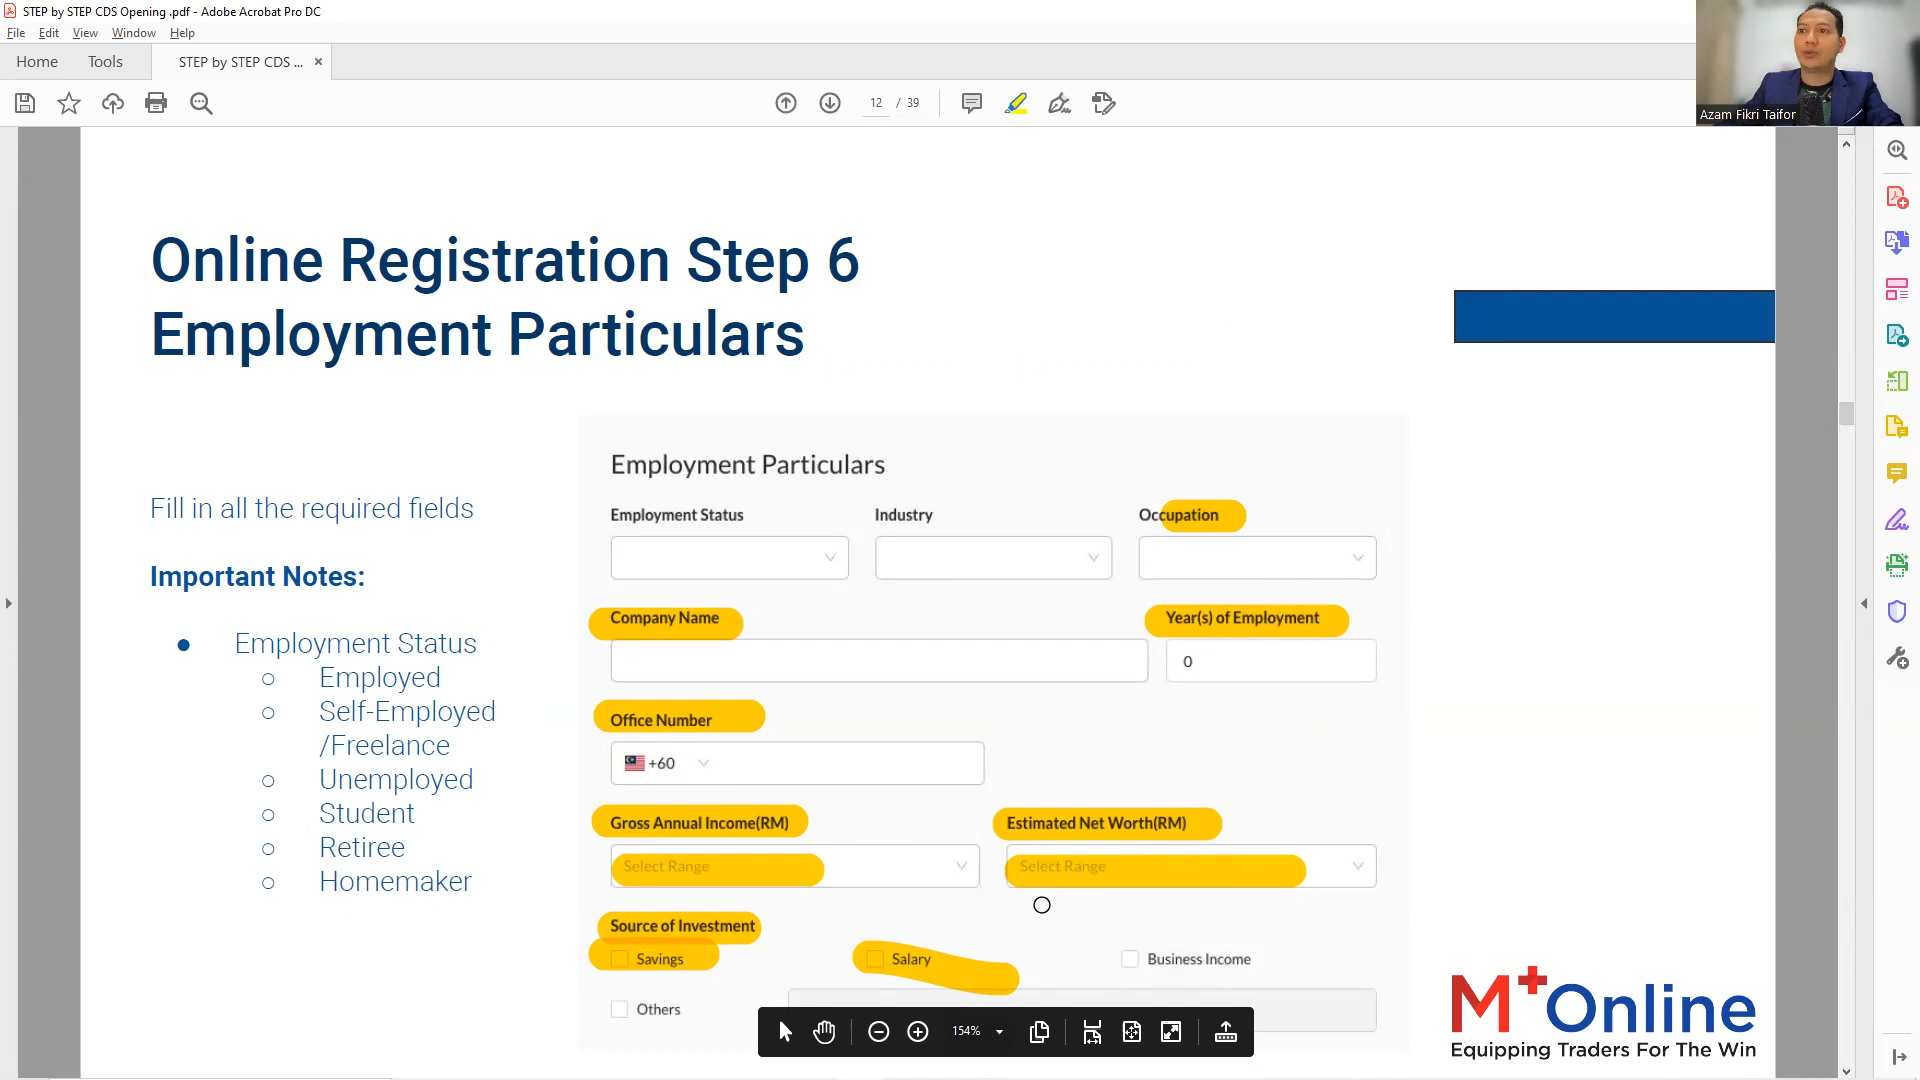 STEP by STEP CDS Opening .pdf - Adobe Acrobat Pro DC
File Edit View Window Help
Home Tools STEP by STEP CDS ... ×
12 / 39
Azam Fikri Taifor
Online Registration Step 6
Employment Particulars
Fill in all the required fields
Important Notes:
● Employment Status
○ Employed
○ Self-Employed
/Freelance
○ Unemployed
○ Student
○ Retiree
○ Homemaker
Employment Particulars
Employment Status Industry Occupation
Company Name Year(s) of Employment
0
Office Number
+60
Gross Annual Income(RM) Estimated Net Worth(RM)
Select Range Select Range
Source of Investment
Savings Salary Business Income
Others
154%
M+Online
Equipping Traders For The Win